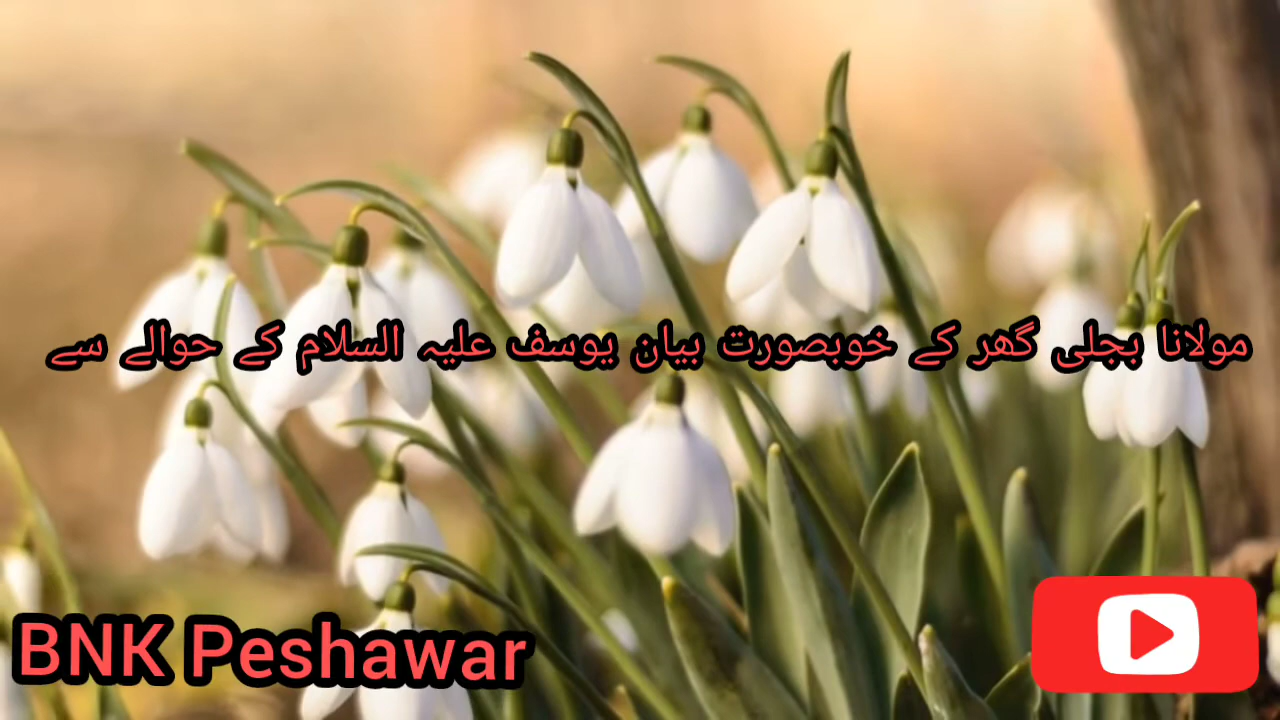 مولانا بجلی گھر کے خوبصورت بیان یوسف علیہ السلام کے حوالے سے
BNK Peshawar